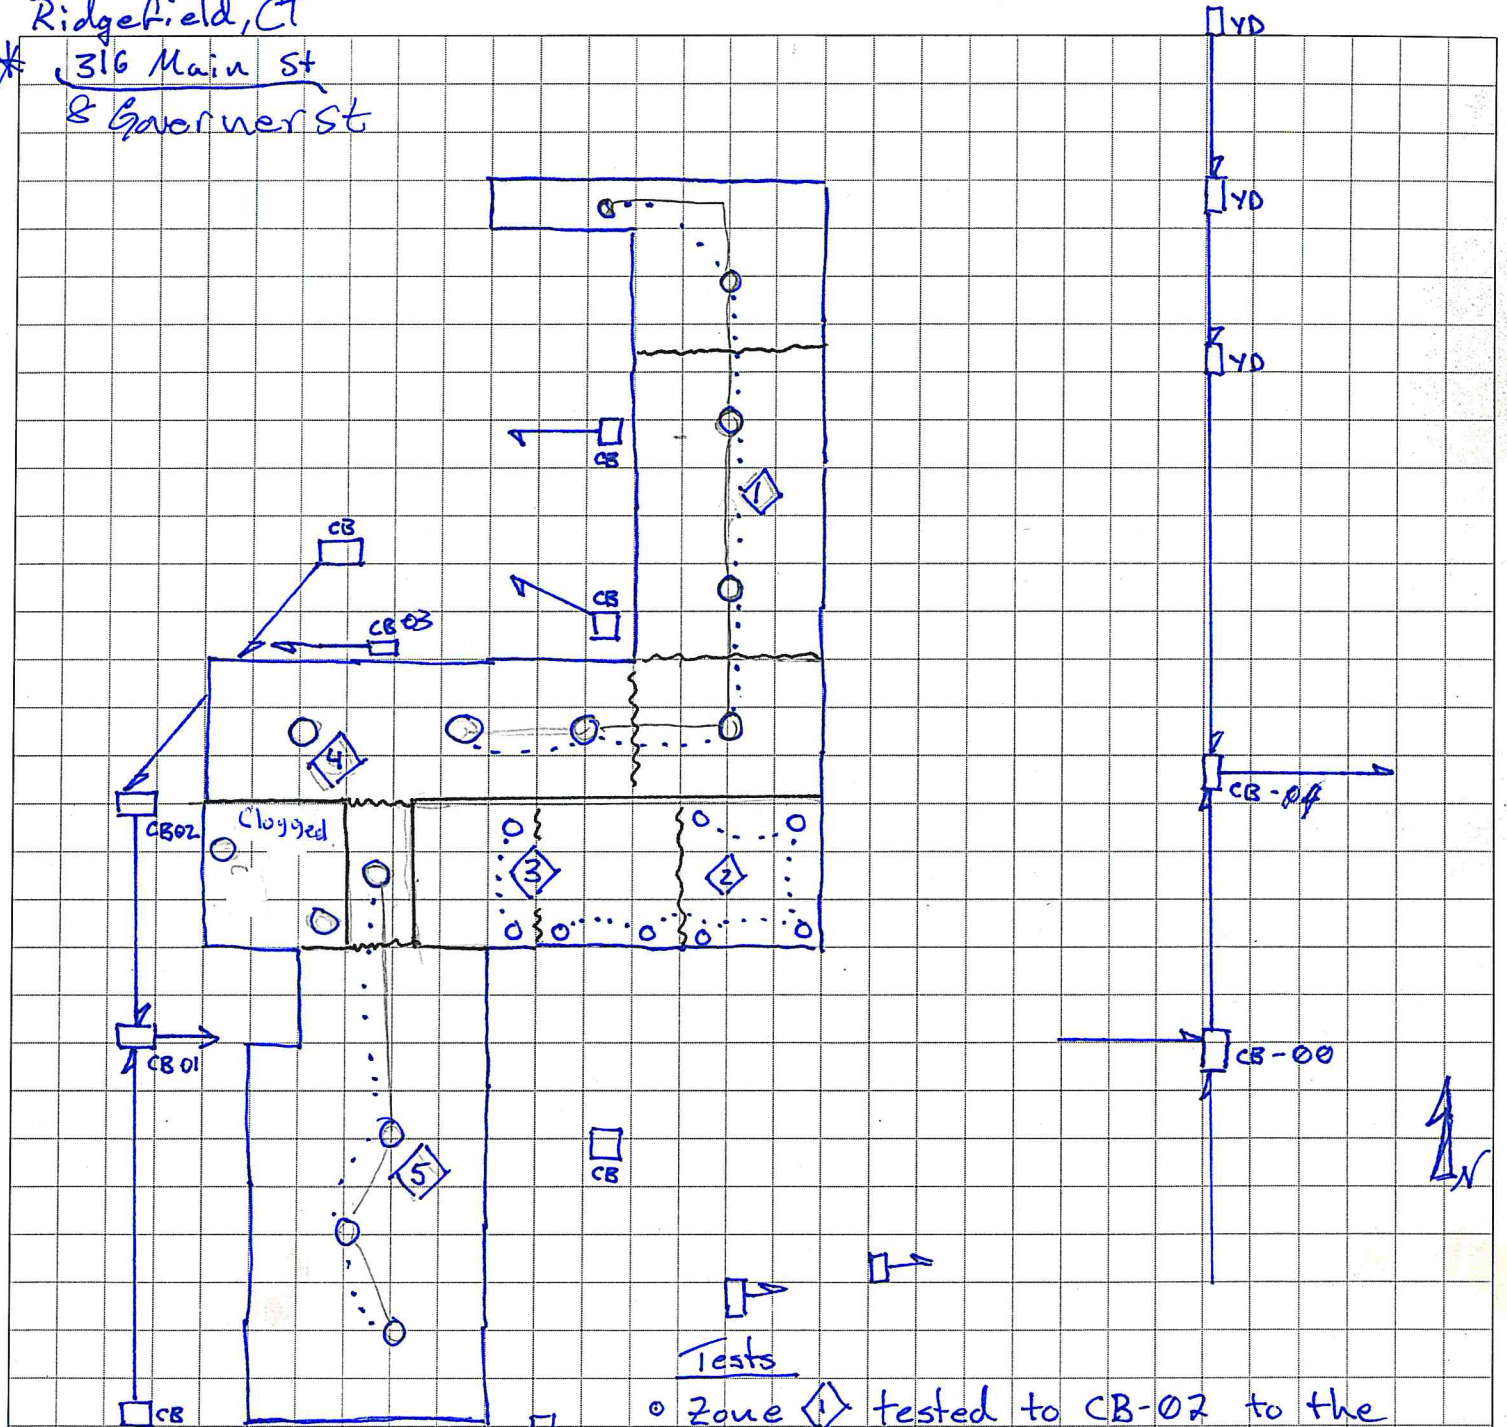 Ridgefield, CT
* 316 Main St
8 Governer St
YD
YD
YD
CB
1
CB
CB
CB 03
4
CB02
Clogged
3
2
CB-04
CB 01
CB-00
5
CB
N
Tests
o Zone 1 tested to CB-02 to the
CB